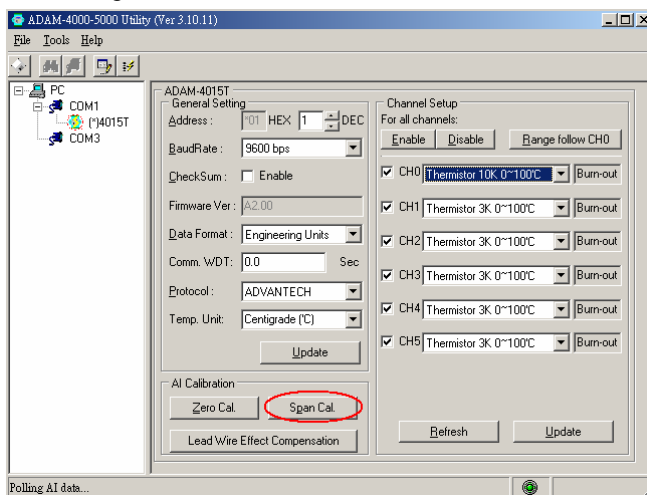 ADAM-4000-5000 Utility (Ver 3.10.11)
File Tools Help
PC
COM1
(*)4015T
COM3
ADAM-4015T
General Setting
Address : *01 HEX 1 DEC
BaudRate : 9600 bps
CheckSum : Enable
Firmware Ver : A2.00
Data Format : Engineering Units
Comm. WDT: 0.0 Sec
Protocol : ADVANTECH
Temp. Unit: Centigrade (˚C)
Update
AI Calibration
Zero Cal. Span Cal.
Lead Wire Effect Compensation
Channel Setup
For all channels:
Enable Disable Range follow CH0
CH0 Thermistor 10K 0~100˚C Burn-out
CH1 Thermistor 3K 0~100˚C Burn-out
CH2 Thermistor 3K 0~100˚C Burn-out
CH3 Thermistor 3K 0~100˚C Burn-out
CH4 Thermistor 3K 0~100˚C Burn-out
CH5 Thermistor 3K 0~100˚C Burn-out
Refresh Update
Polling AI data...